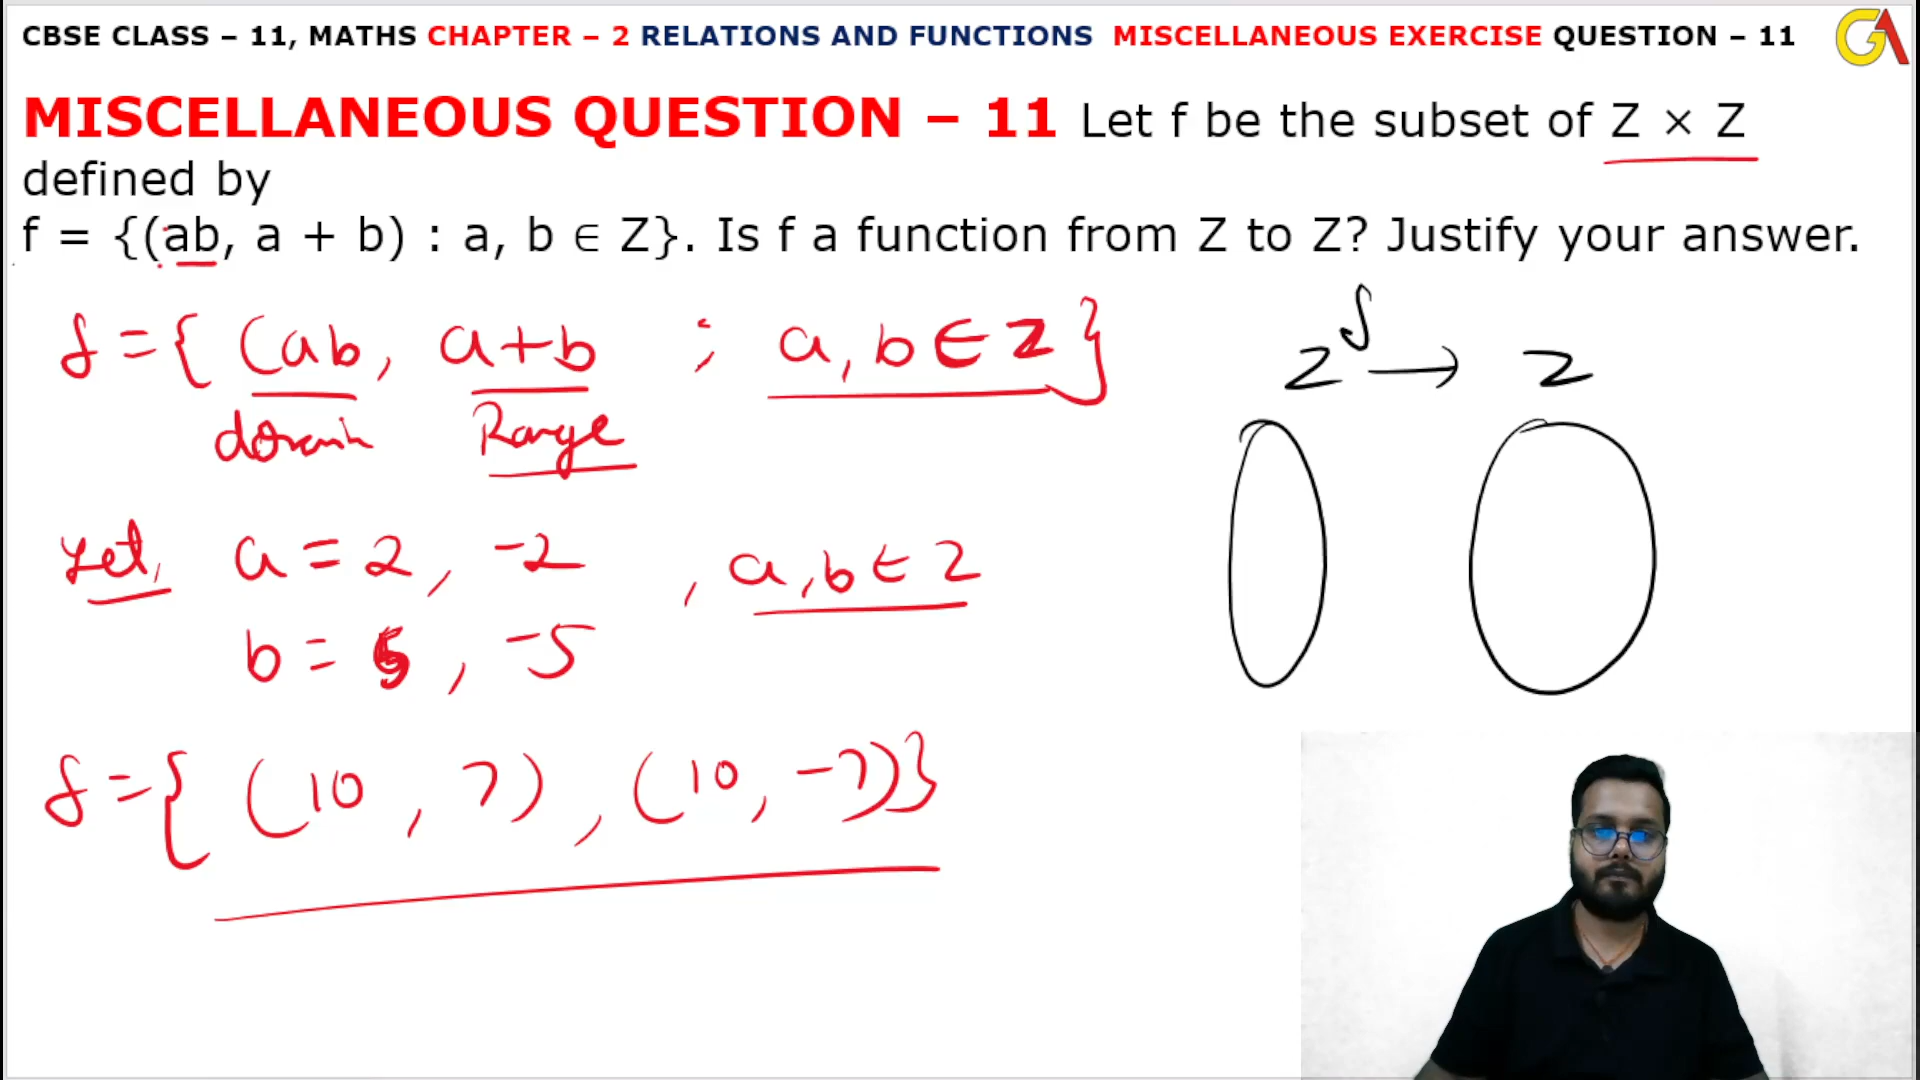 CBSE CLASS – 11, MATHS CHAPTER – 2 RELATIONS AND FUNCTIONS MISCELLANEOUS EXERCISE QUESTION – 11
GA
MISCELLANEOUS QUESTION – 11 Let f be the subset of Z × Z
defined by
f = {(ab, a + b) : a, b ∈ Z}. Is f a function from Z to Z? Justify your answer.
f = { (ab, a+b ; a, b ∈ Z }
domain Range
Let, a = 2, -2 , a, b ∈ Z
b = 5, -5
f = { (10, 7), (10, -7) }
f
Z → Z